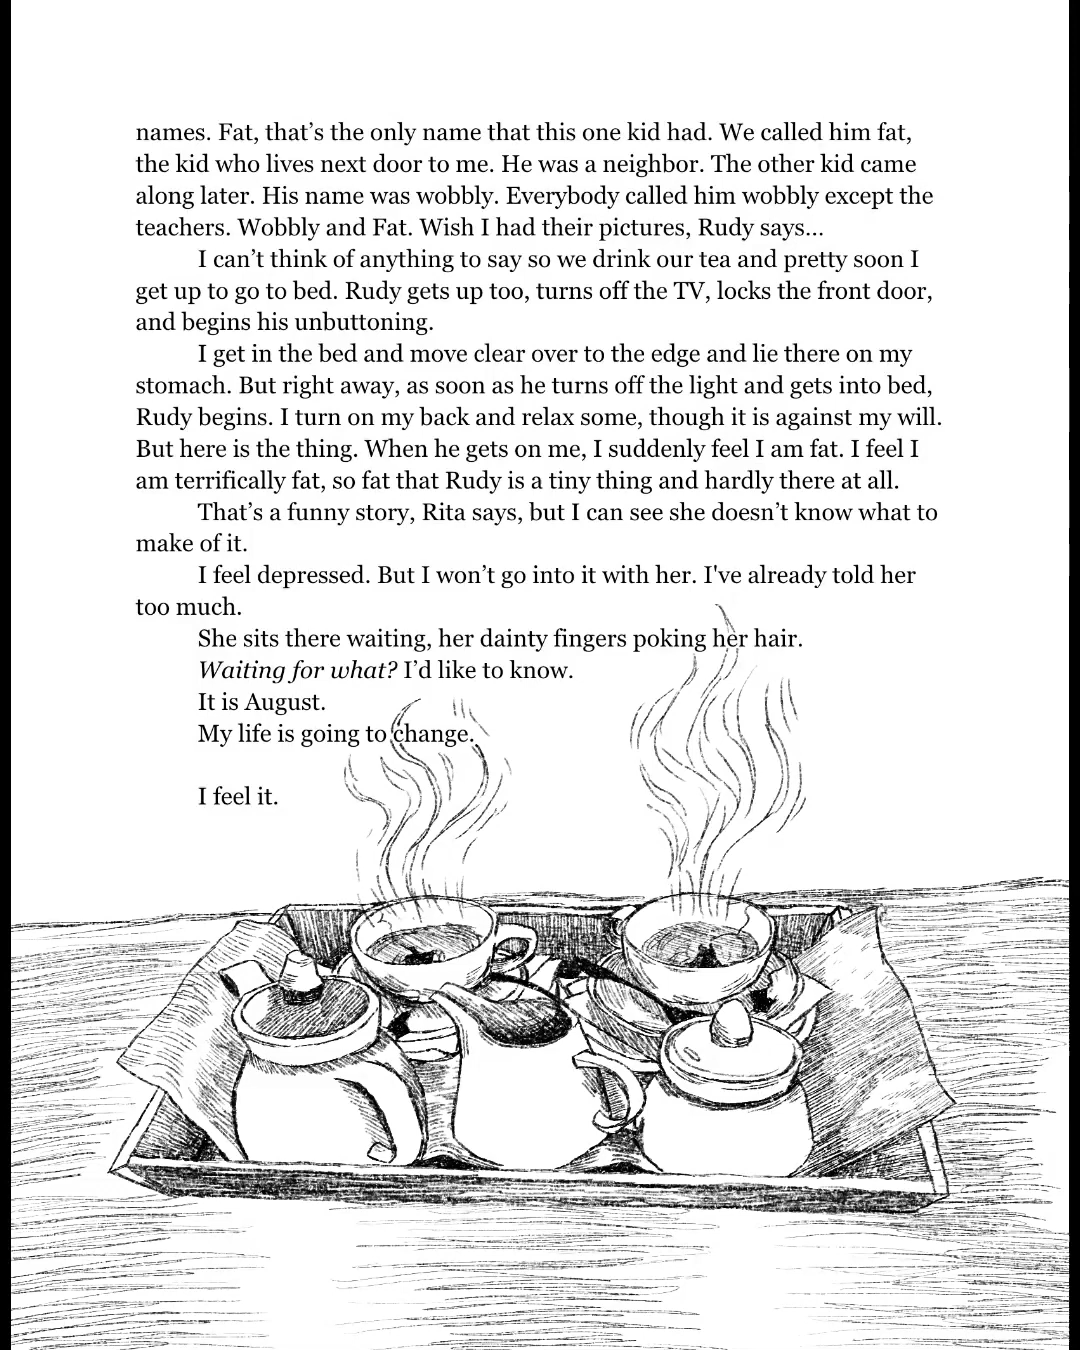 names. Fat, that’s the only name that this one kid had. We called him fat,
the kid who lives next door to me. He was a neighbor. The other kid came
along later. His name was wobbly. Everybody called him wobbly except the
teachers. Wobbly and Fat. Wish I had their pictures, Rudy says...
I can’t think of anything to say so we drink our tea and pretty soon I
get up to go to bed. Rudy gets up too, turns off the TV, locks the front door,
and begins his unbuttoning.
I get in the bed and move clear over to the edge and lie there on my
stomach. But right away, as soon as he turns off the light and gets into bed,
Rudy begins. I turn on my back and relax some, though it is against my will.
But here is the thing. When he gets on me, I suddenly feel I am fat. I feel I
am terrifically fat, so fat that Rudy is a tiny thing and hardly there at all.
That’s a funny story, Rita says, but I can see she doesn’t know what to
make of it.
I feel depressed. But I won’t go into it with her. I've already told her
too much.
She sits there waiting, her dainty fingers poking her hair.
Waiting for what? I’d like to know.
It is August.
My life is going to change.
I feel it.